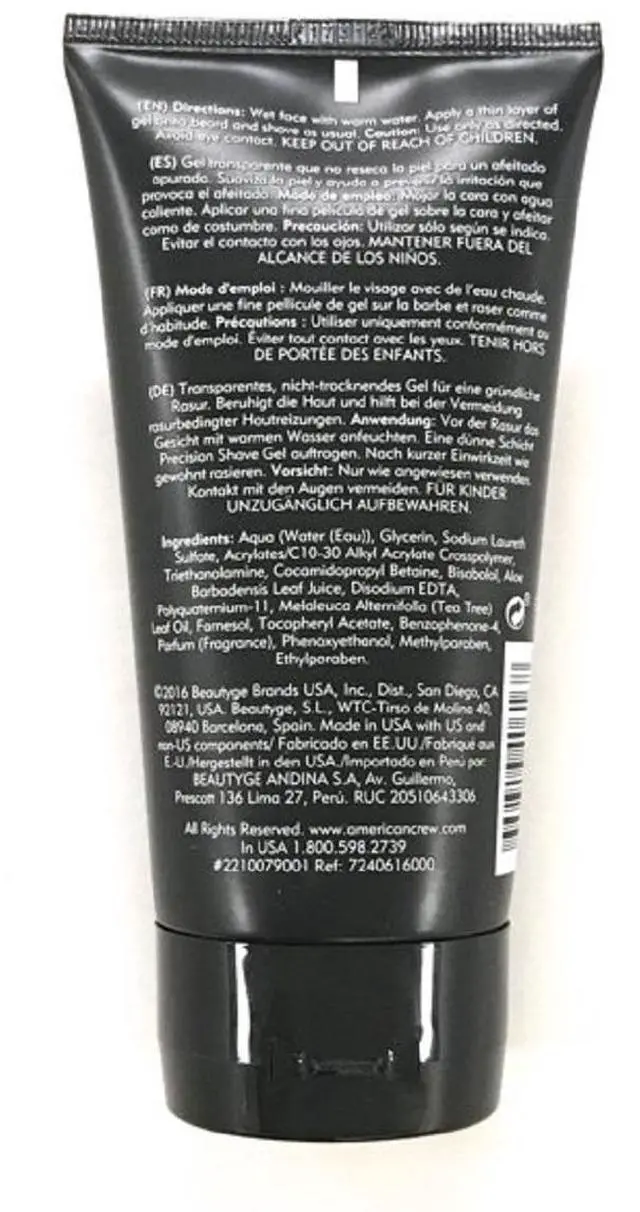 (EN) Directions: Wet face with warm water. Apply a thin layer of
gel onto beard and shave as usual. Caution: Use only as directed.
Avoid eye contact. KEEP OUT OF REACH OF CHILDREN.
(ES) Gel transparente que no reseca la piel para un afeitado
apurado. Suaviza la piel y ayuda a prevenir la irritación que
provoca el afeitado. Modo de empleo: Mojar la cara con agua
caliente. Aplicar una fina película de gel sobre la cara y afeitar
como de costumbre. Precaución: Utilizar sólo según se indica.
Evitar el contacto con los ojos. MANTENER FUERA DEL
ALCANCE DE LOS NIÑOS.
(FR) Mode d'emploi : Mouiller le visage avec de l'eau chaude.
Appliquer une fine pellicule de gel sur la barbe et raser comme
d'habitude. Précautions : Utiliser uniquement conformément au
mode d'emploi. Éviter tout contact avec les yeux. TENIR HORS
DE PORTÉE DES ENFANTS.
(DE) Transparentes, nicht-trocknendes Gel für eine gründliche
Rasur. Beruhigt die Haut und hilft bei der Vermeidung
rasurbedingter Hautreizungen. Anwendung: Vor der Rasur das
Gesicht mit warmen Wasser anfeuchten. Eine dünne Schicht
Precision Shave Gel auftragen. Nach kurzer Einwirkzeit wie
gewohnt rasieren. Vorsicht: Nur wie angewiesen verwenden.
Kontakt mit den Augen vermeiden. FÜR KINDER
UNZUGÄNGLICH AUFBEWAHREN.
Ingredients: Aqua (Water (Eau)), Glycerin, Sodium Laureth
Sulfate, Acrylates/C10-30 Alkyl Acrylate Crosspolymer,
Triethanolamine, Cocamidopropyl Betaine, Bisabolol, Aloe
Barbadensis Leaf Juice, Disodium EDTA,
Polyquaternium-11, Melaleuca Alternifolia (Tea Tree)
Leaf Oil, Farnesol, Tocopheryl Acetate, Benzophenone-4,
Parfum (Fragrance), Phenoxyethanol, Methylparaben,
Ethylparaben.
©2016 Beautyge Brands USA, Inc., Dist., San Diego, CA
92121, USA. Beautyge, S.L., WTC-Tirso de Molina 40,
08940 Barcelona, Spain. Made in USA with US and
non-US components/ Fabricado en EE.UU./Fabriqué aux
E.-U./Hergestellt in den USA./Importado en Perú por:
BEAUTYGE ANDINA S.A, Av. Guillermo,
Prescott 136 Lima 27, Perú. RUC 20510643306
All Rights Reserved. www.americancrew.com
In USA 1.800.598.2739
#2210079001 Ref: 7240616000